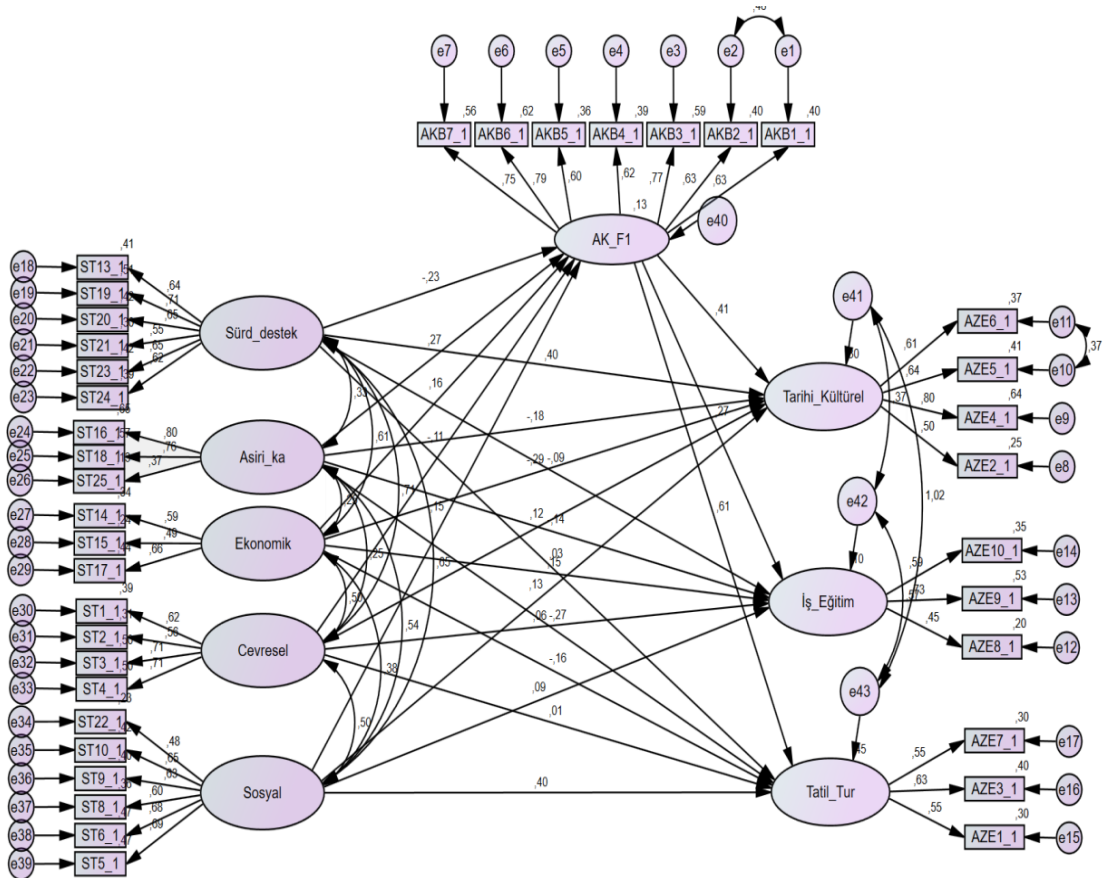 ,40
e7 e6 e5 e4 e3 e2 e1
,56 ,62 ,36 ,39 ,59 ,40 ,40
AKB7_1 AKB6_1 AKB5_1 AKB4_1 AKB3_1 AKB2_1 AKB1_1
,75 ,79 ,60 ,62 ,77 ,63 ,63
,13
e40
AK_F1
,41
e18 ST13_1
e19 ST19_1
e20 ST20_1
e21 ST21_1
e22 ST23_1
e23 ST24_1
,64
,71
,65
,55
,65
,62
Sürd_destek
-,23
,27
,40
,41
,16
,33
e24 ST16_1
e25 ST18_1
e26 ST25_1
,80
,76
,37
Asiri_ka
-,18
-,11
,61
,71
e27 ST14_1
e28 ST15_1
e29 ST17_1
,59
,49
,66
Ekonomik
,15
-,29 -,09
,27
,12
,14
,25
,65
,15
,03
,13
,61
,39
e30 ST1_1
e31 ST2_1
e32 ST3_1
e33 ST4_1
,62
,56
,71
,71
Cevresel
,50
,54
,06 -,27
-,16
,38
,09
,01
,50
e34 ST22_1
e35 ST10_1
e36 ST9_1
e37 ST8_1
e38 ST6_1
e39 ST5_1
,48
,65
,63
,60
,68
,69
Sosyal
,40
e41
Tarihi_Kültürel
,37
,61
,64
,80
,50
,37
AZE6_1 e11
,41
AZE5_1 e10
,37
,64
AZE4_1 e9
,25
AZE2_1 e8
e42
1,02
İş_Eğitim
,59
,73
,45
,35
AZE10_1 e14
,53
AZE9_1 e13
,20
AZE8_1 e12
e43
,45
Tatil_Tur
,55
,63
,55
,30
AZE7_1 e17
,40
AZE3_1 e16
,30
AZE1_1 e15